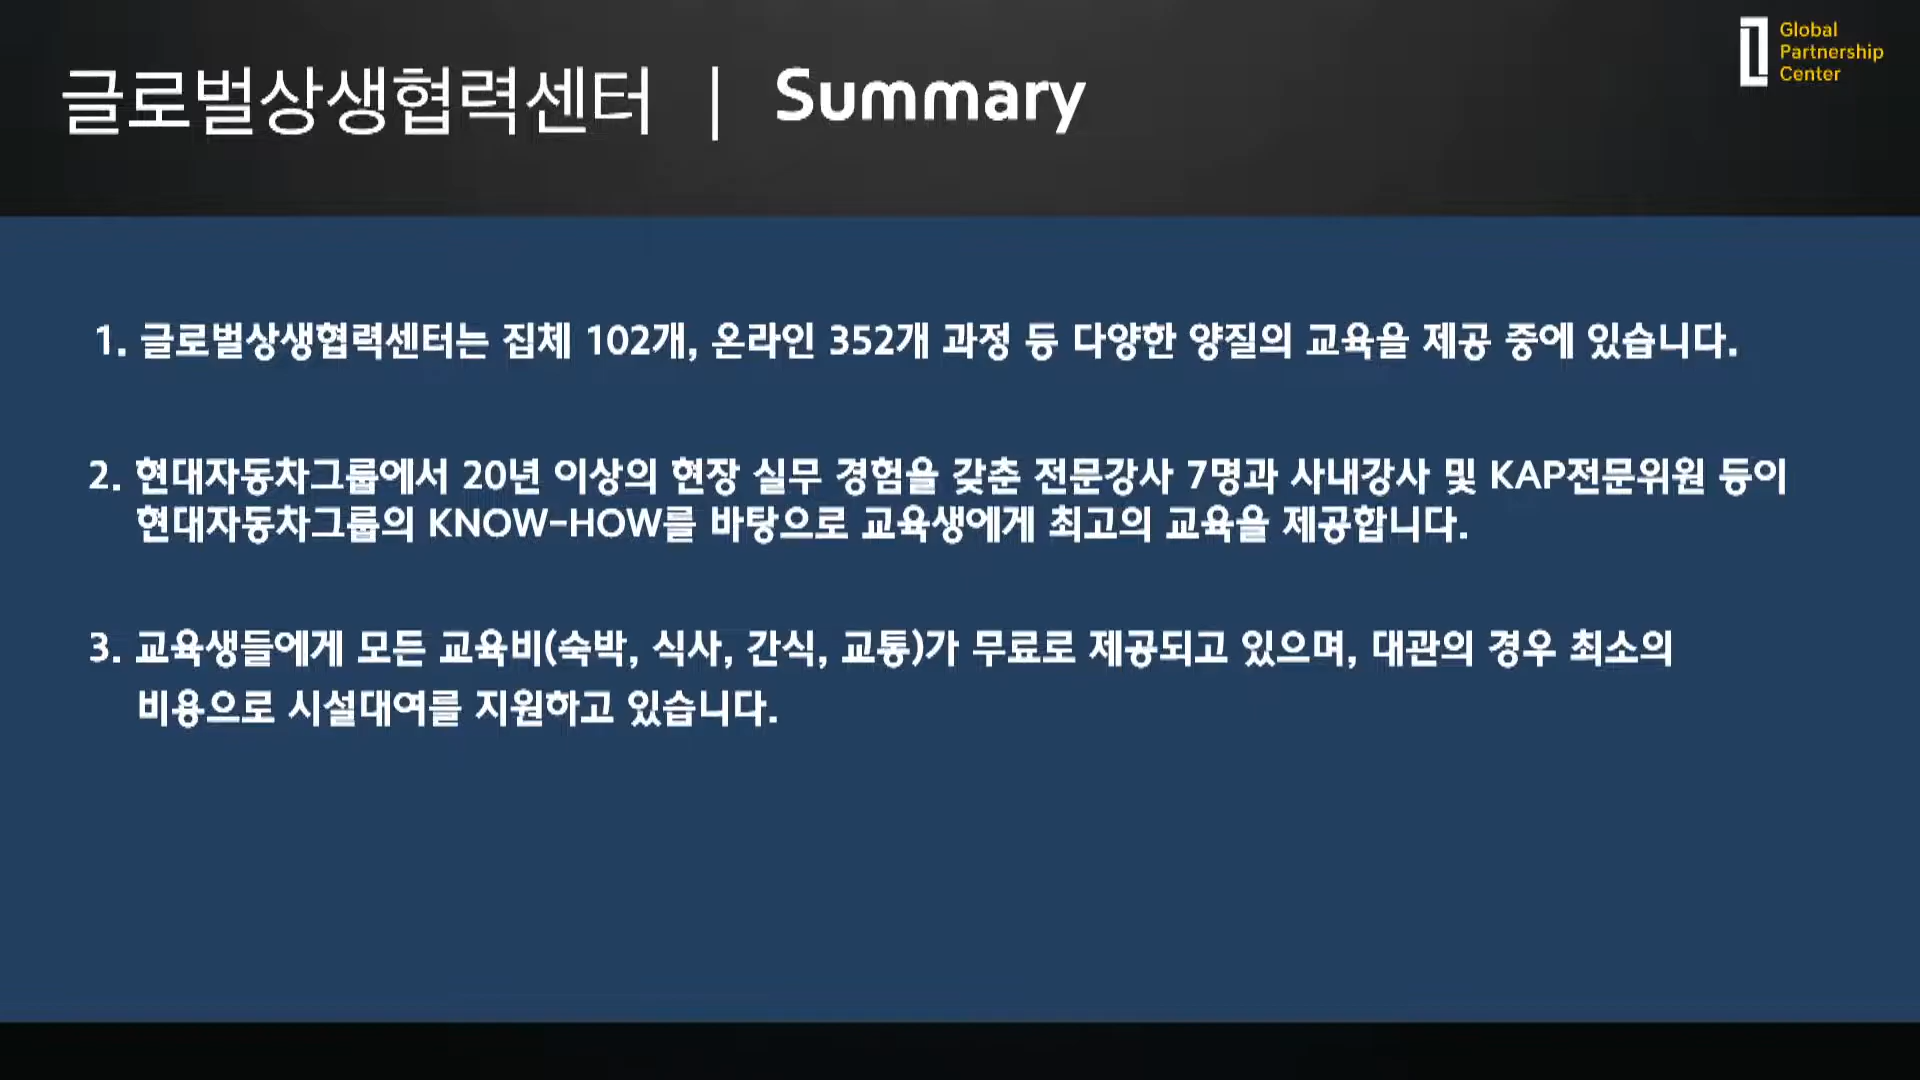 글로벌상생협력센터 | Summary
Global
Partnership
Center
1. 글로벌상생협력센터는 집체 102개, 온라인 352개 과정 등 다양한 양질의 교육을 제공 중에 있습니다.
2. 현대자동차그룹에서 20년 이상의 현장 실무 경험을 갖춘 전문강사 7명과 사내강사 및 KAP전문위원 등이
현대자동차그룹의 KNOW-HOW를 바탕으로 교육생에게 최고의 교육을 제공합니다.
3. 교육생들에게 모든 교육비(숙박, 식사, 간식, 교통)가 무료로 제공되고 있으며, 대관의 경우 최소의
비용으로 시설대여를 지원하고 있습니다.